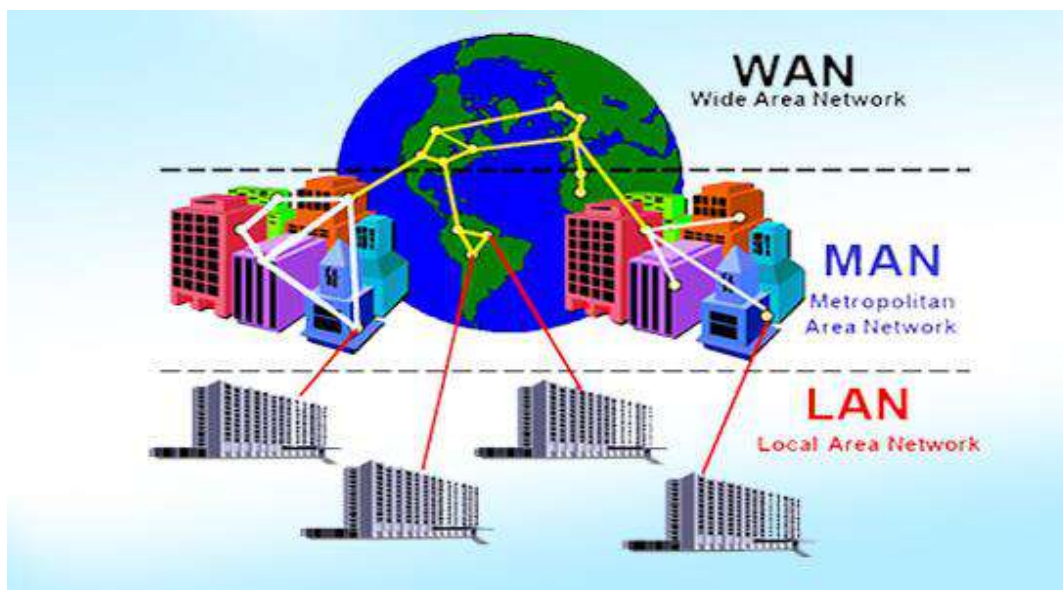 WAN
Wide Area Network
MAN
Metropolitan
Area Network
LAN
Local Area Network